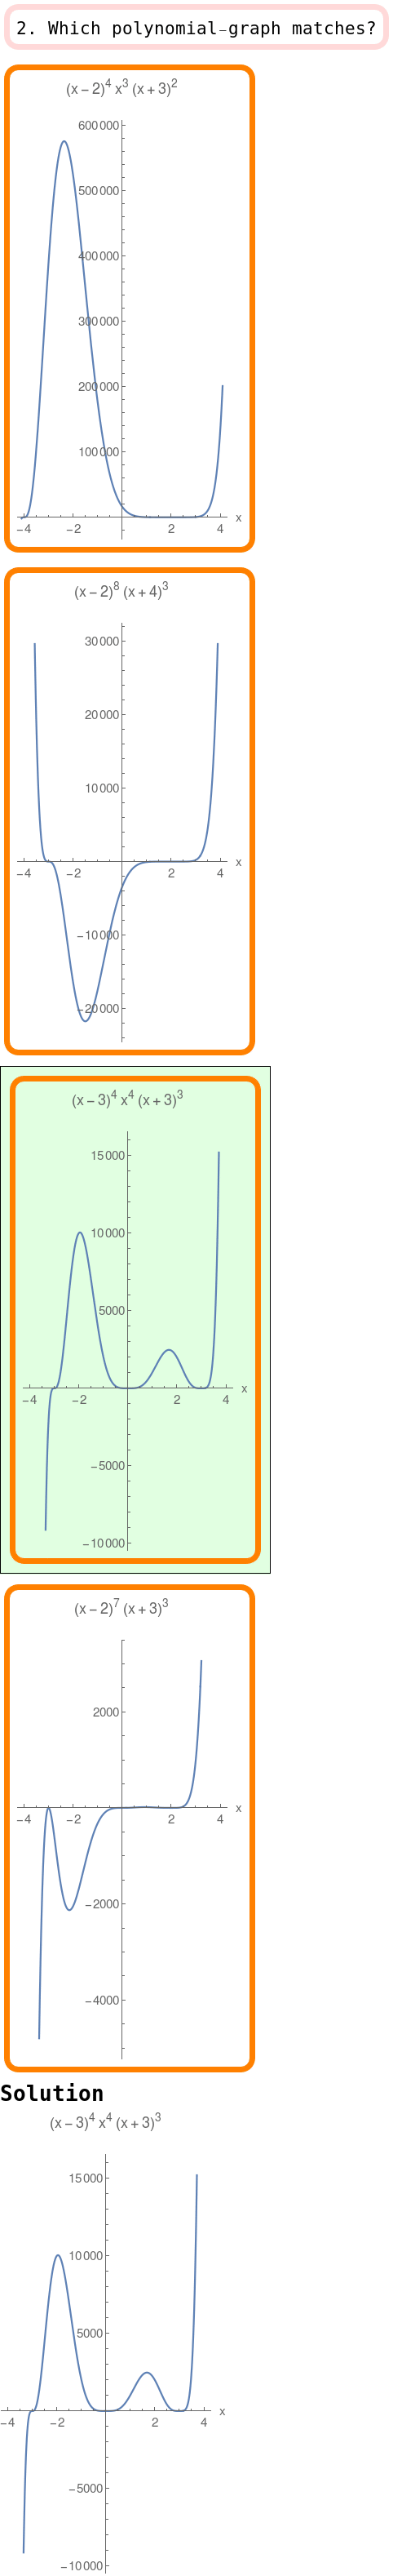 2. Which polynomial-graph matches?
(x-2)⁴ x³ (x+3)²
600000
500000
400000
300000
200000
100000
-4 -2 2 4 x
(x-2)⁸ (x+4)³
30000
20000
10000
-4 -2 2 4 x
-10000
-20000
(x-3)⁴ x⁴ (x+3)³
15000
10000
5000
-4 -2 2 4 x
-5000
-10000
(x-2)⁷ (x+3)³
2000
-4 -2 2 4 x
-2000
-4000
Solution
(x-3)⁴ x⁴ (x+3)³
15000
10000
5000
-4 -2 2 4 x
-5000
-10000